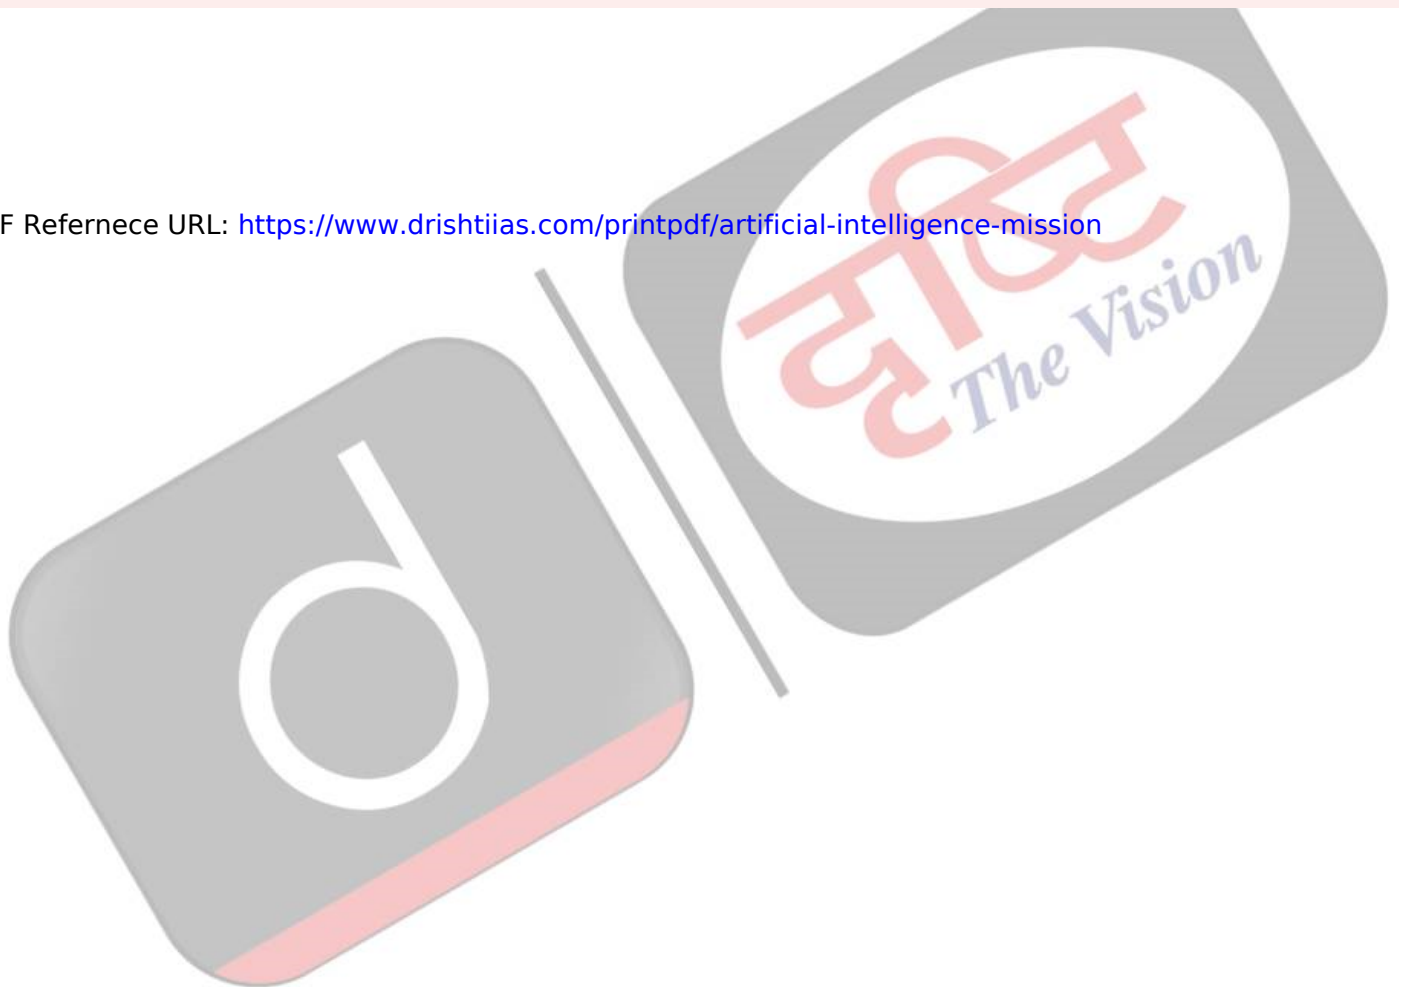 F Refernece URL: https://www.drishtiias.com/printpdf/artificial-intelligence-mission
दृष्टि
The Vision
d